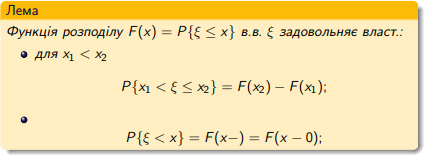 Лема
Функція розподілу F(x) = P{ξ ≤ x} в.в. ξ задовольняє власт.:
• для x₁ < x₂
P{x₁ < ξ ≤ x₂} = F(x₂) − F(x₁);
•
P{ξ < x} = F(x−) = F(x − 0);